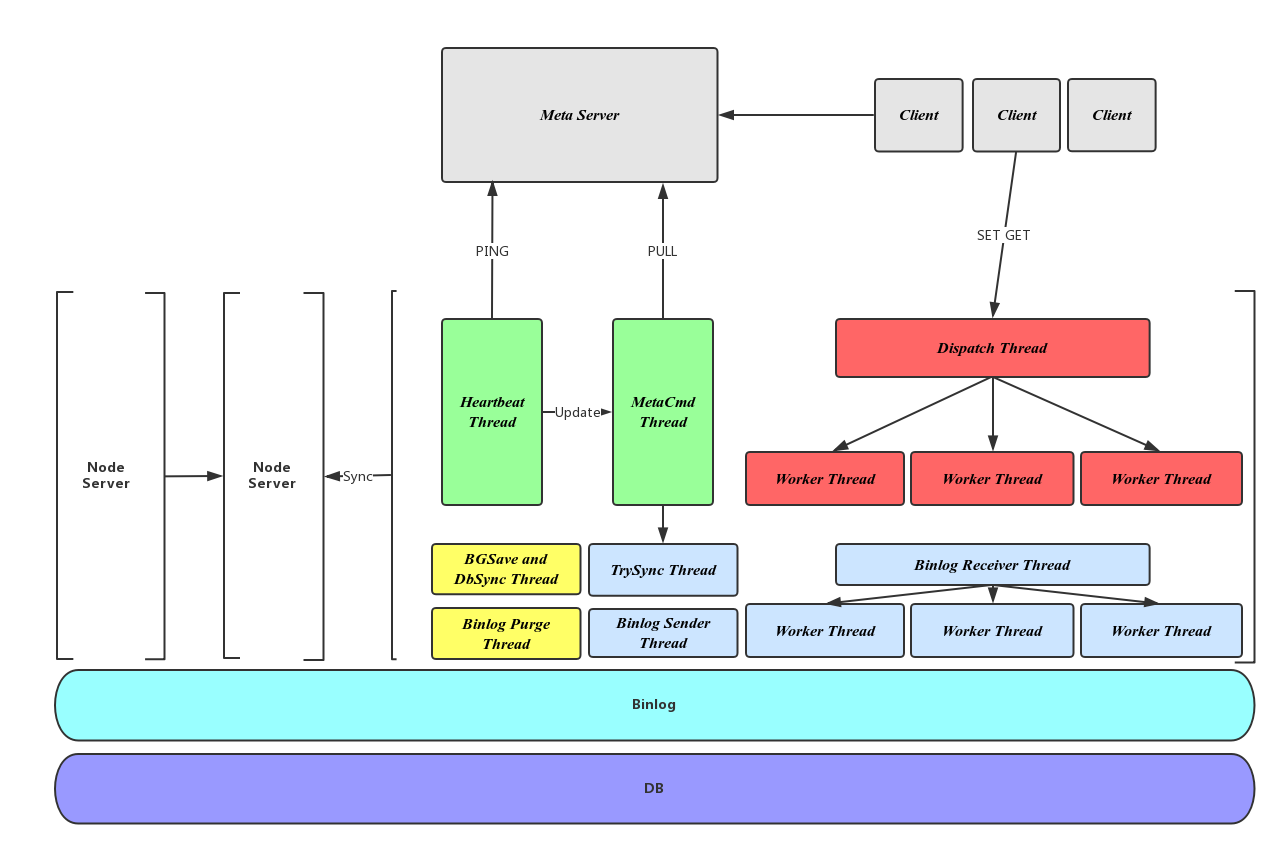 Meta Server
Client
Client
Client
PING
PULL
SET GET
Dispatch Thread
Heartbeat
Thread
Update
MetaCmd
Thread
Node
Server
Node
Server
Sync
Worker Thread
Worker Thread
Worker Thread
BGSave and
DbSync Thread
TrySync Thread
Binlog Receiver Thread
Binlog Purge
Thread
Binlog Sender
Thread
Worker Thread
Worker Thread
Worker Thread
Binlog
DB